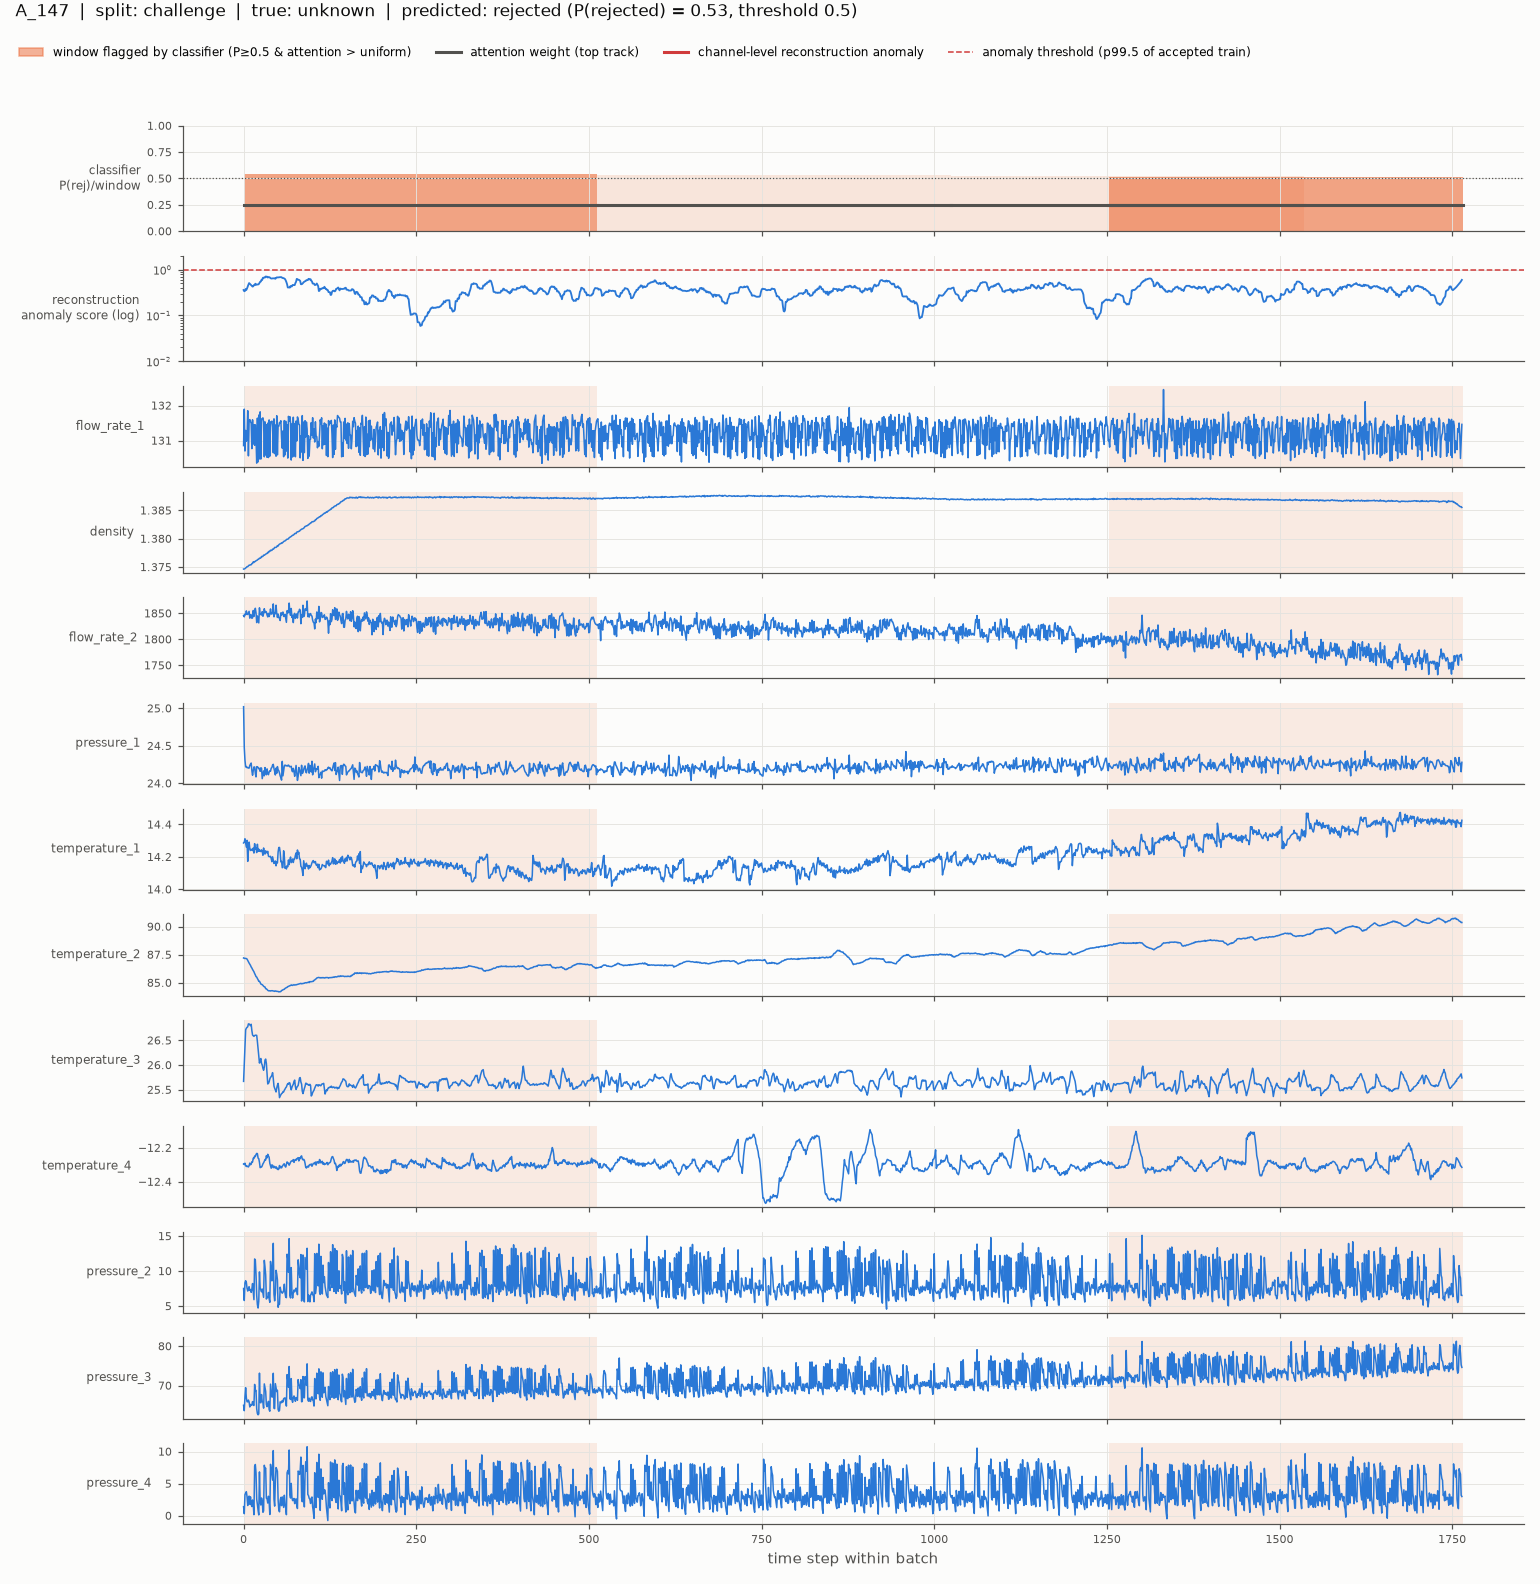 A_147 | split: challenge | true: unknown | predicted: rejected (P(rejected) = 0.53, threshold 0.5)
window flagged by classifier (P≥0.5 & attention > uniform) attention weight (top track) channel-level reconstruction anomaly anomaly threshold (p99.5 of accepted train)
1.00
0.75
0.50
0.25
0.00
classifier
P(rej)/window
10⁰
10⁻¹
10⁻²
reconstruction
anomaly score (log)
132
131
flow_rate_1
1.385
1.380
1.375
density
1850
1800
1750
flow_rate_2
25.0
24.5
24.0
pressure_1
14.4
14.2
14.0
temperature_1
90.0
87.5
85.0
temperature_2
26.5
26.0
25.5
temperature_3
−12.2
−12.4
temperature_4
15
10
5
pressure_2
80
70
pressure_3
10
5
0
pressure_4
0 250 500 750 1000 1250 1500 1750
time step within batch